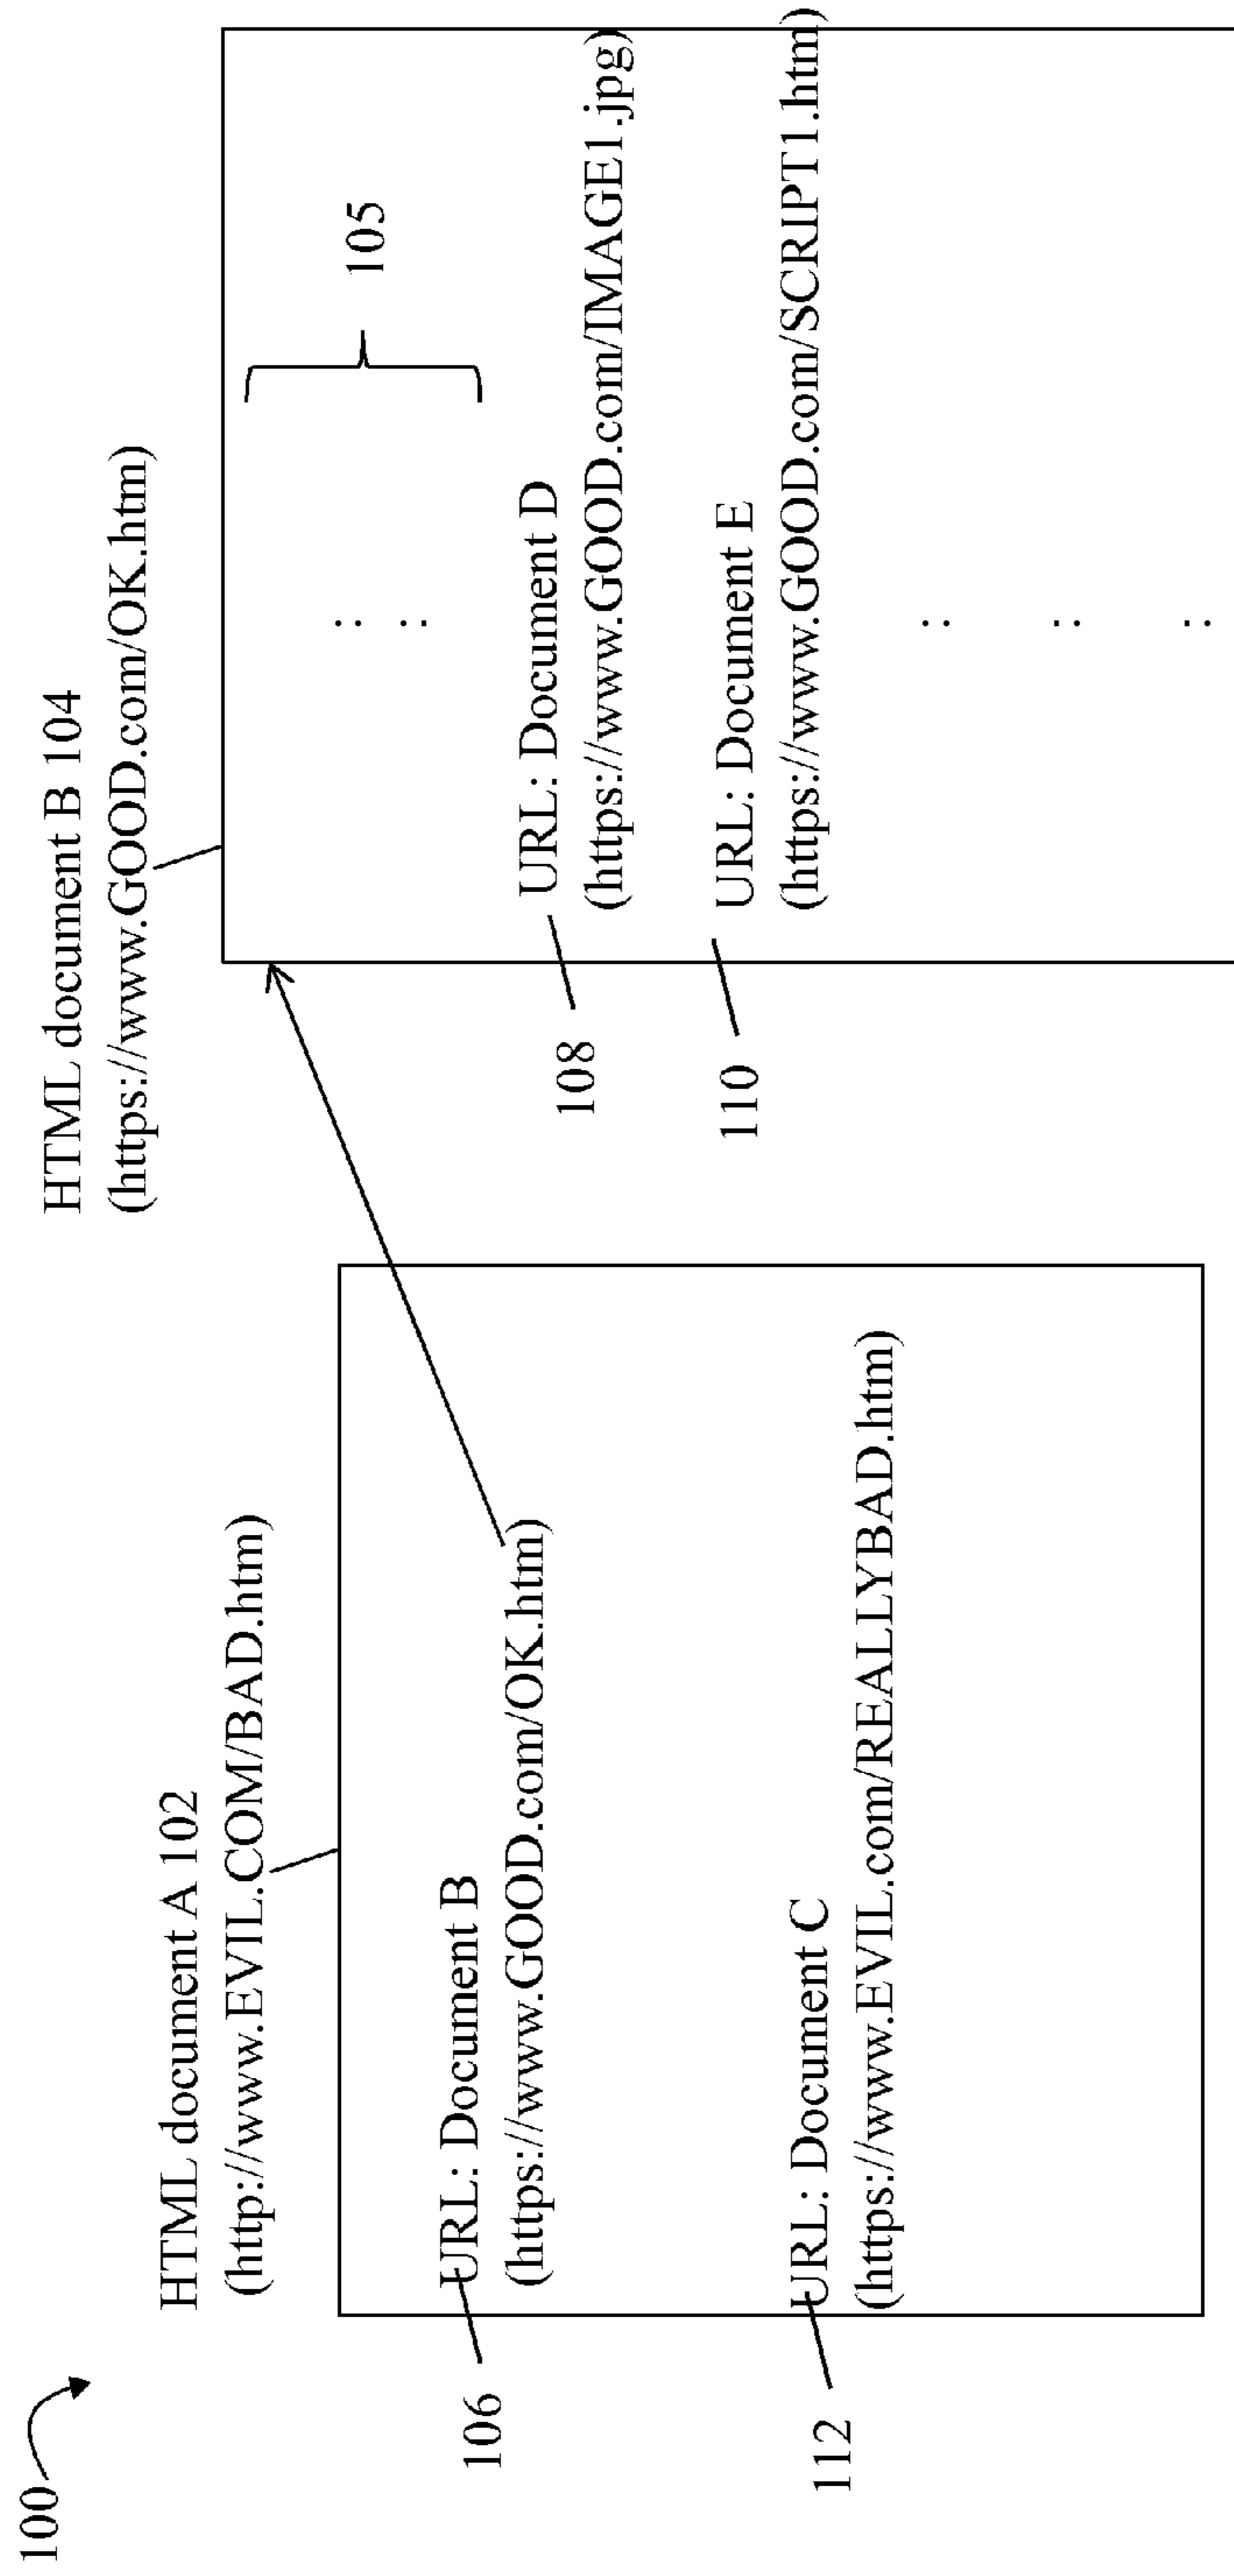 100
HTML document A 102
(http://www.EVIL.COM/BAD.htm)
106
URL: Document B
(https://www.GOOD.com/OK.htm)
112
URL: Document C
(https://www.EVIL.com/REALLYBAD.htm)
HTML document B 104
(https://www.GOOD.com/OK.htm)
105
:
:
108
URL: Document D
(https://www.GOOD.com/IMAGE1.jpg)
110
URL: Document E
(https://www.GOOD.com/SCRIPT1.htm)
:
:
: